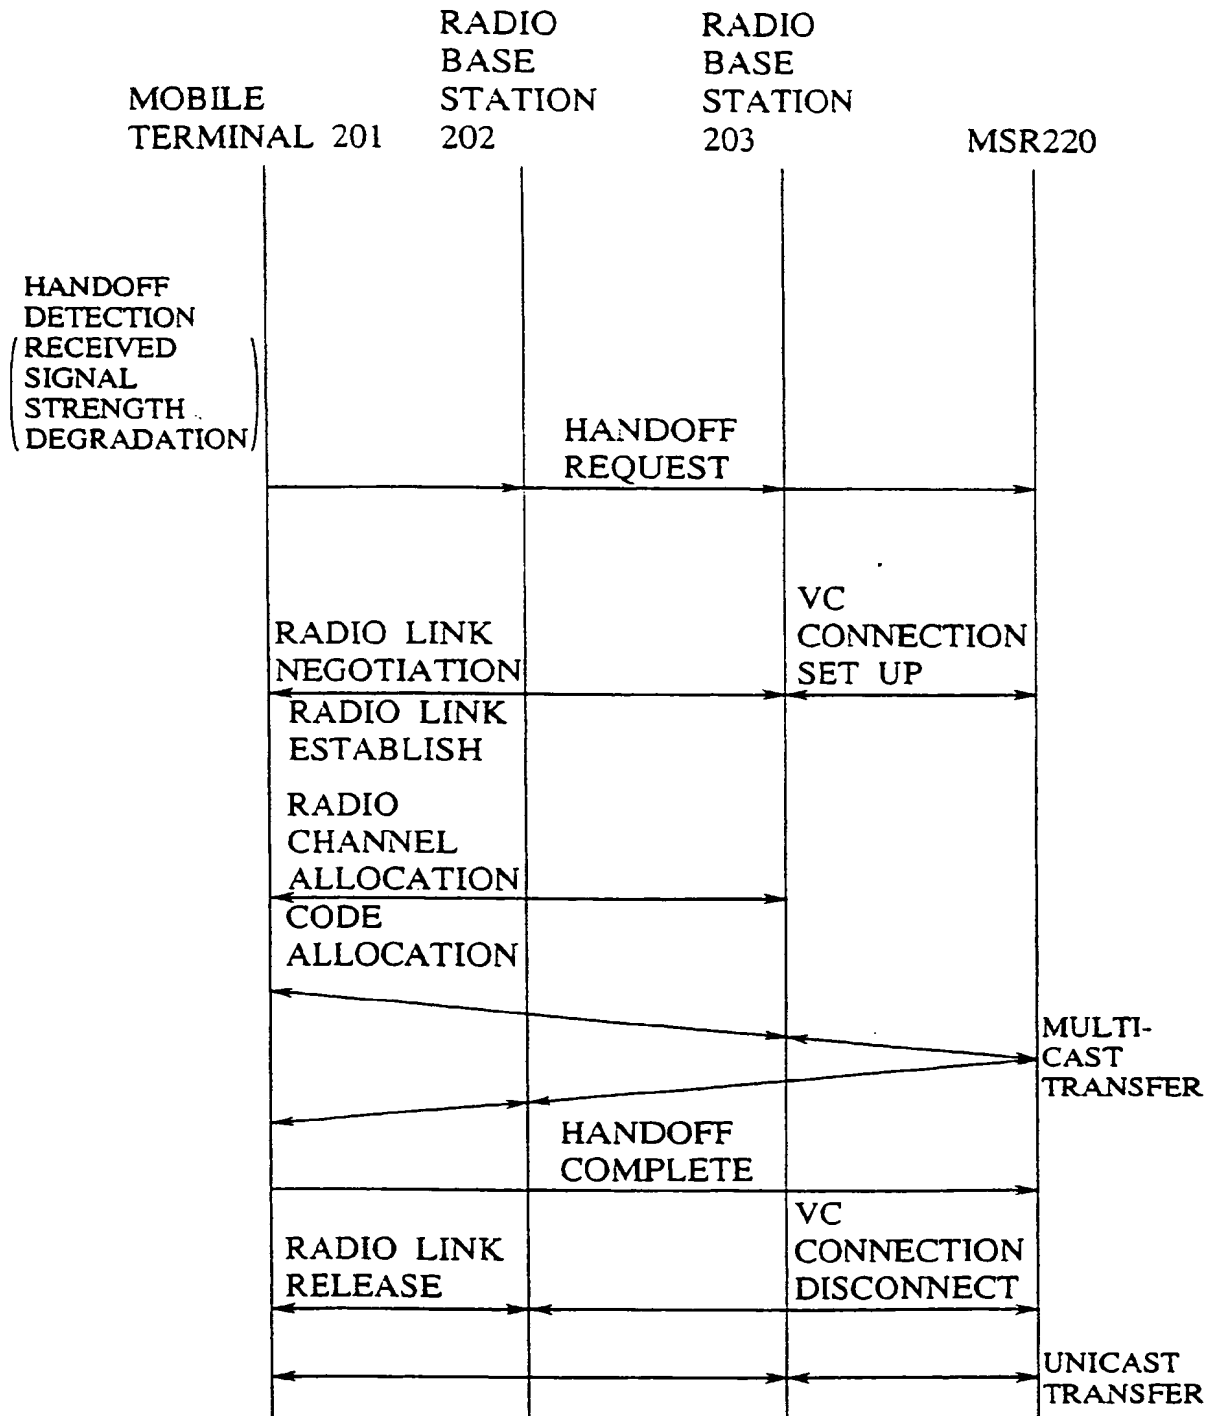 MOBILE
TERMINAL 201
RADIO
BASE
STATION
202
RADIO
BASE
STATION
203
MSR220
HANDOFF
DETECTION
(RECEIVED
SIGNAL
STRENGTH
DEGRADATION)
HANDOFF
REQUEST
RADIO LINK
NEGOTIATION
VC
CONNECTION
SET UP
RADIO LINK
ESTABLISH
RADIO
CHANNEL
ALLOCATION
CODE
ALLOCATION
MULTI-
CAST
TRANSFER
HANDOFF
COMPLETE
RADIO LINK
RELEASE
VC
CONNECTION
DISCONNECT
UNICAST
TRANSFER